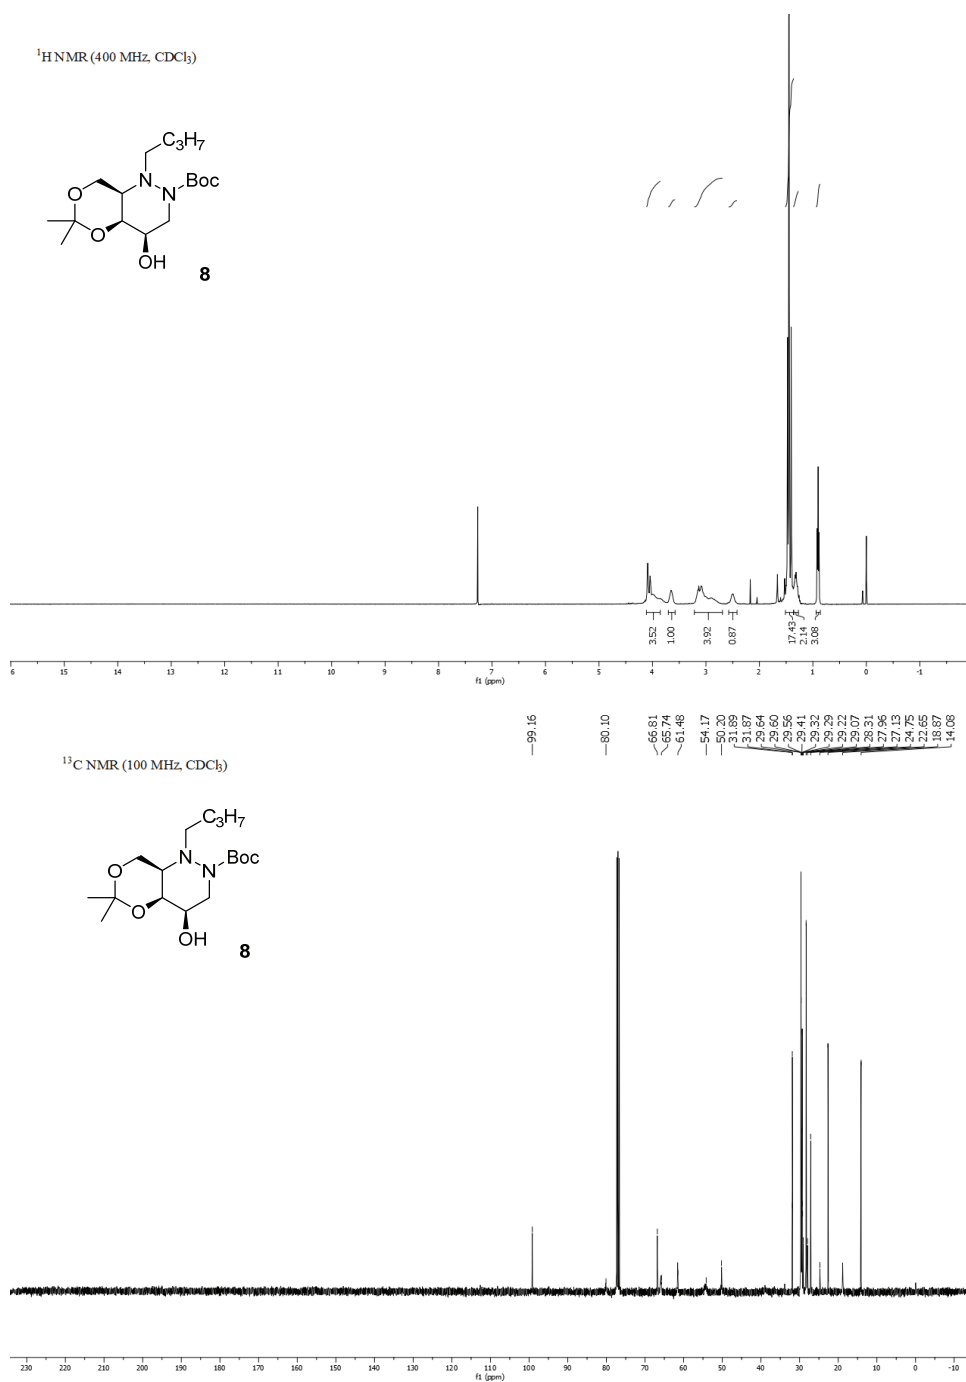 ¹H NMR (400 MHz, CDCl₃)
C₃H₇
N
N
Boc
O
O
OH
8
3.52
1.00
3.92
0.87
17.43
2.14
3.08
6 15 14 13 12 11 10 9 8 7 6 5 4 3 2 1 0 -1
f1 (ppm)
99.16
80.10
66.81
65.74
61.48
54.17
50.20
31.89
31.87
29.64
29.60
29.56
29.41
29.32
29.29
29.22
29.07
28.31
27.96
27.13
24.75
22.65
18.87
14.08
¹³C NMR (100 MHz, CDCl₃)
C₃H₇
N
N
Boc
O
O
OH
8
230 220 210 200 190 180 170 160 150 140 130 120 110 100 90 80 70 60 50 40 30 20 10 0 -10
f1 (ppm)